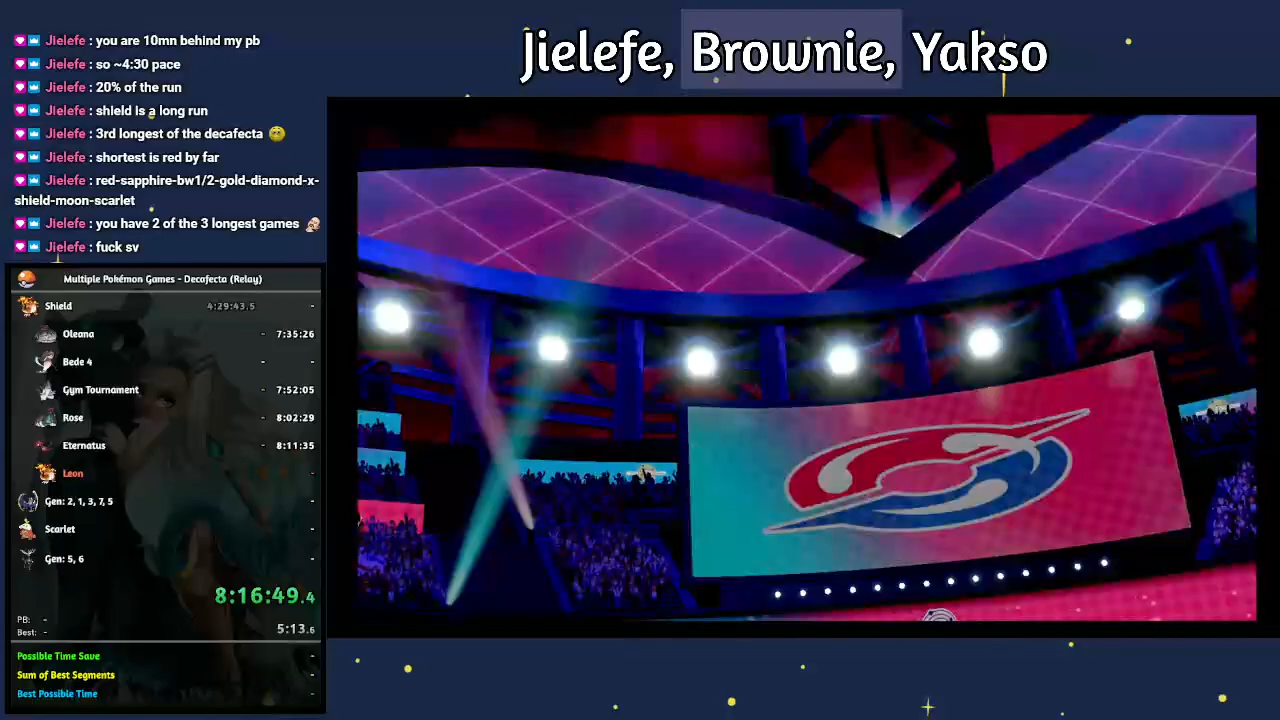 Jielefe : you are 10mn behind my pb
Jielefe : so ~4:30 pace
Jielefe : 20% of the run
Jielefe : shield is a long run
Jielefe : 3rd longest of the decafecta
Jielefe : shortest is red by far
Jielefe : red-sapphire-bw1/2-gold-diamond-x-
shield-moon-scarlet
Jielefe : you have 2 of the 3 longest games
Jielefe : fuck sv
Jielefe, Brownie, Yakso
Multiple Pokémon Games - Decafecta (Relay)
Shield 4:29:43.5 -
Oleana - 7:35:26
Bede 4 - -
Gym Tournament - 7:52:05
Rose - 8:02:29
Eternatus - 8:11:35
Leon -
Gen: 2, 1, 3, 7, 5 -
Scarlet -
Gen: 5, 6 -
8:16:49.4
PB: -
Best: -
5:13.6
Possible Time Save -
Sum of Best Segments -
Best Possible Time -